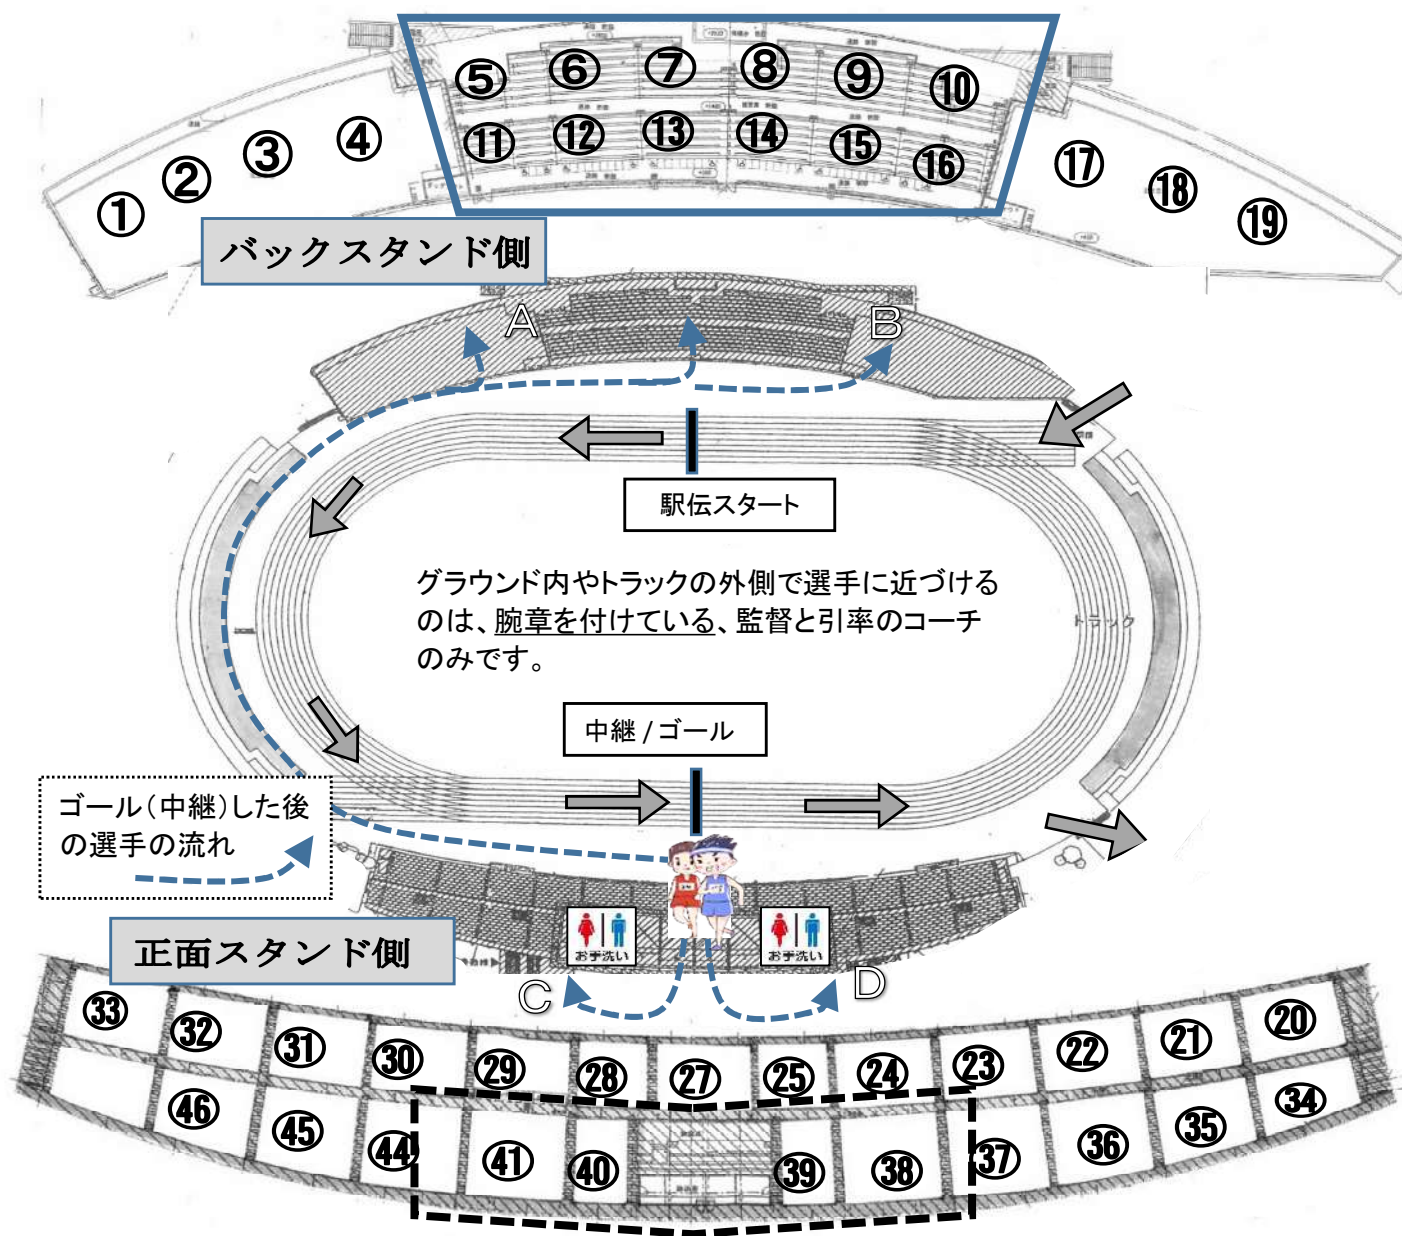 ⑤ ⑥ ⑦ ⑧ ⑨ ⑩
① ② ③ ④ ⑪ ⑫ ⑬ ⑭ ⑮ ⑯ ⑰ ⑱ ⑲
バックスタンド側
A
B
駅伝スタート
グラウンド内やトラックの外側で選手に近づける
のは、腕章を付けている、監督と引率のコーチ
のみです。
トラック
中継 / ゴール
ゴール(中継)した後
の選手の流れ
お手洗い
お手洗い
正面スタンド側
C
D
㉝ ㉜ ㉛ ㉚ ㉙ ㉘ ㉗ ㉕ ㉔ ㉓ ㉒ ㉑ ⑳
㊻ ㊺ ㊹ ㊶ ㊵ ㊴ ㊳ ㊲ ㊱ ㉟ ㉞